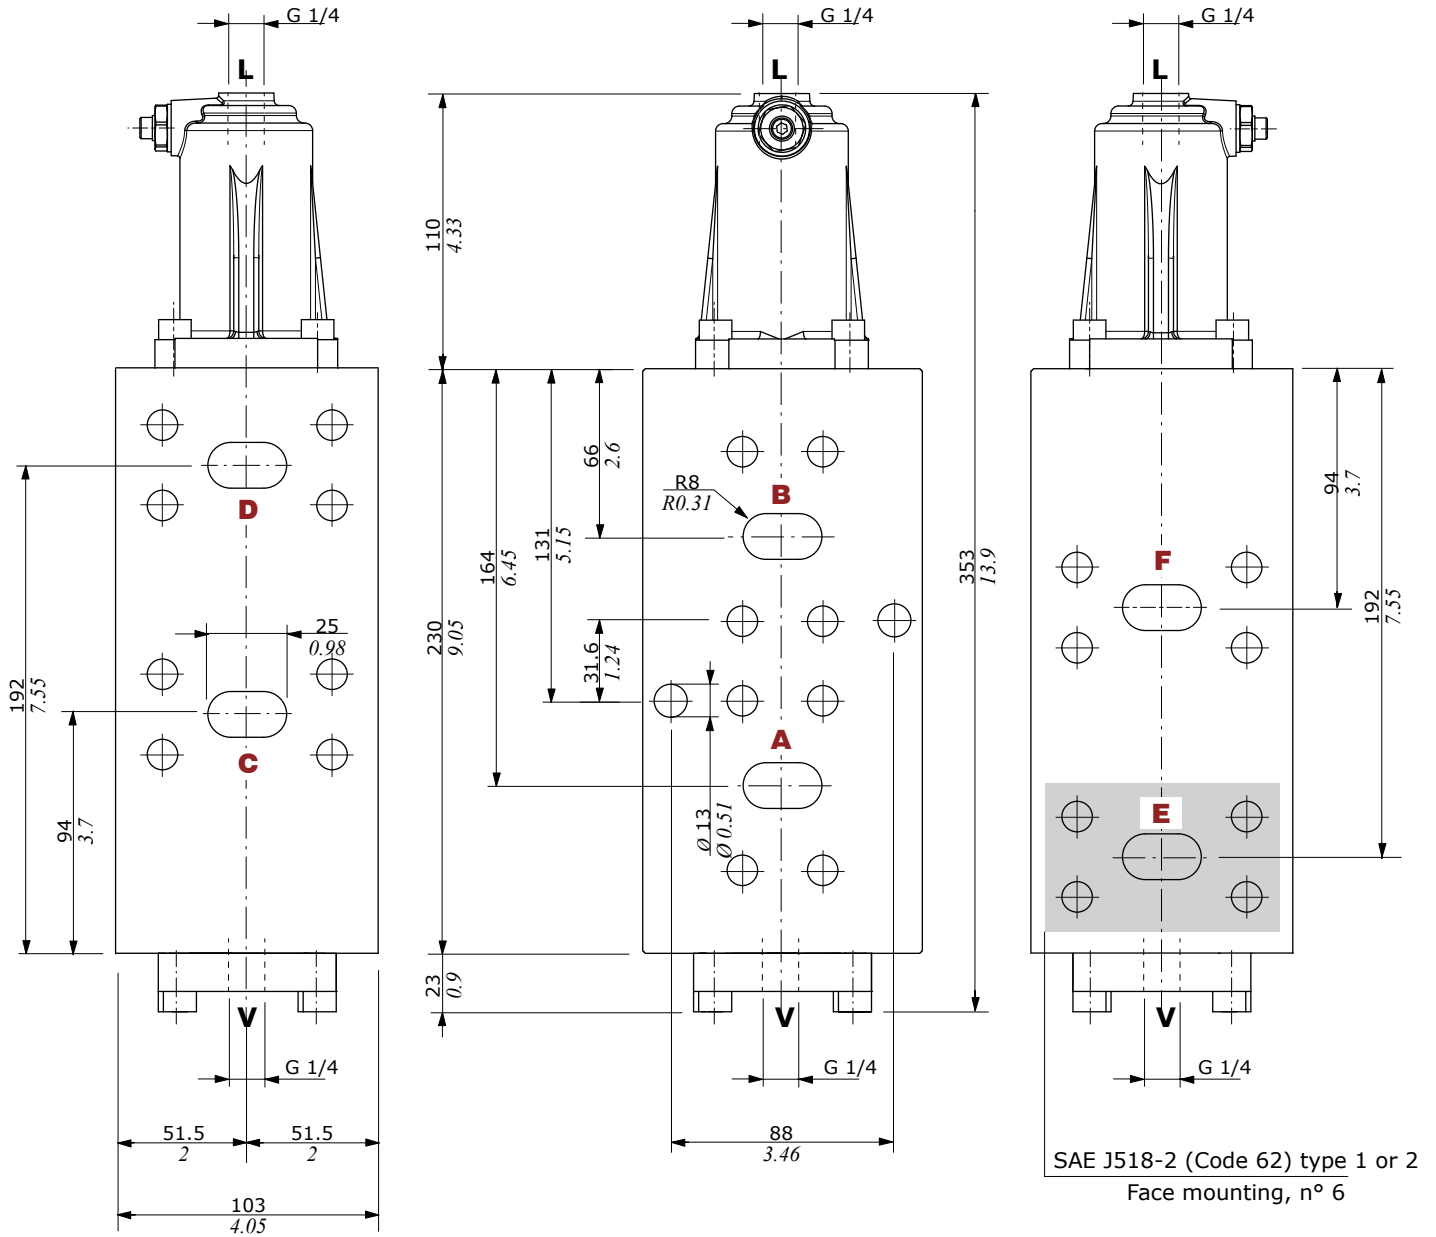 G 1/4
G 1/4
G 1/4
L
L
L
110
4.33
66
2.6
94
3.7
R8
R0.31
B
D
131
5.15
164
6.45
353
13.9
F
192
7.55
25
0.98
230
9.05
31.6
1.24
192
7.55
A
C
94
3.7
Ø 13
Ø 0.51
E
23
0.9
V
V
V
G 1/4
G 1/4
G 1/4
51.5
2
51.5
2
88
3.46
SAE J518-2 (Code 62) type 1 or 2
Face mounting, n° 6
103
4.05